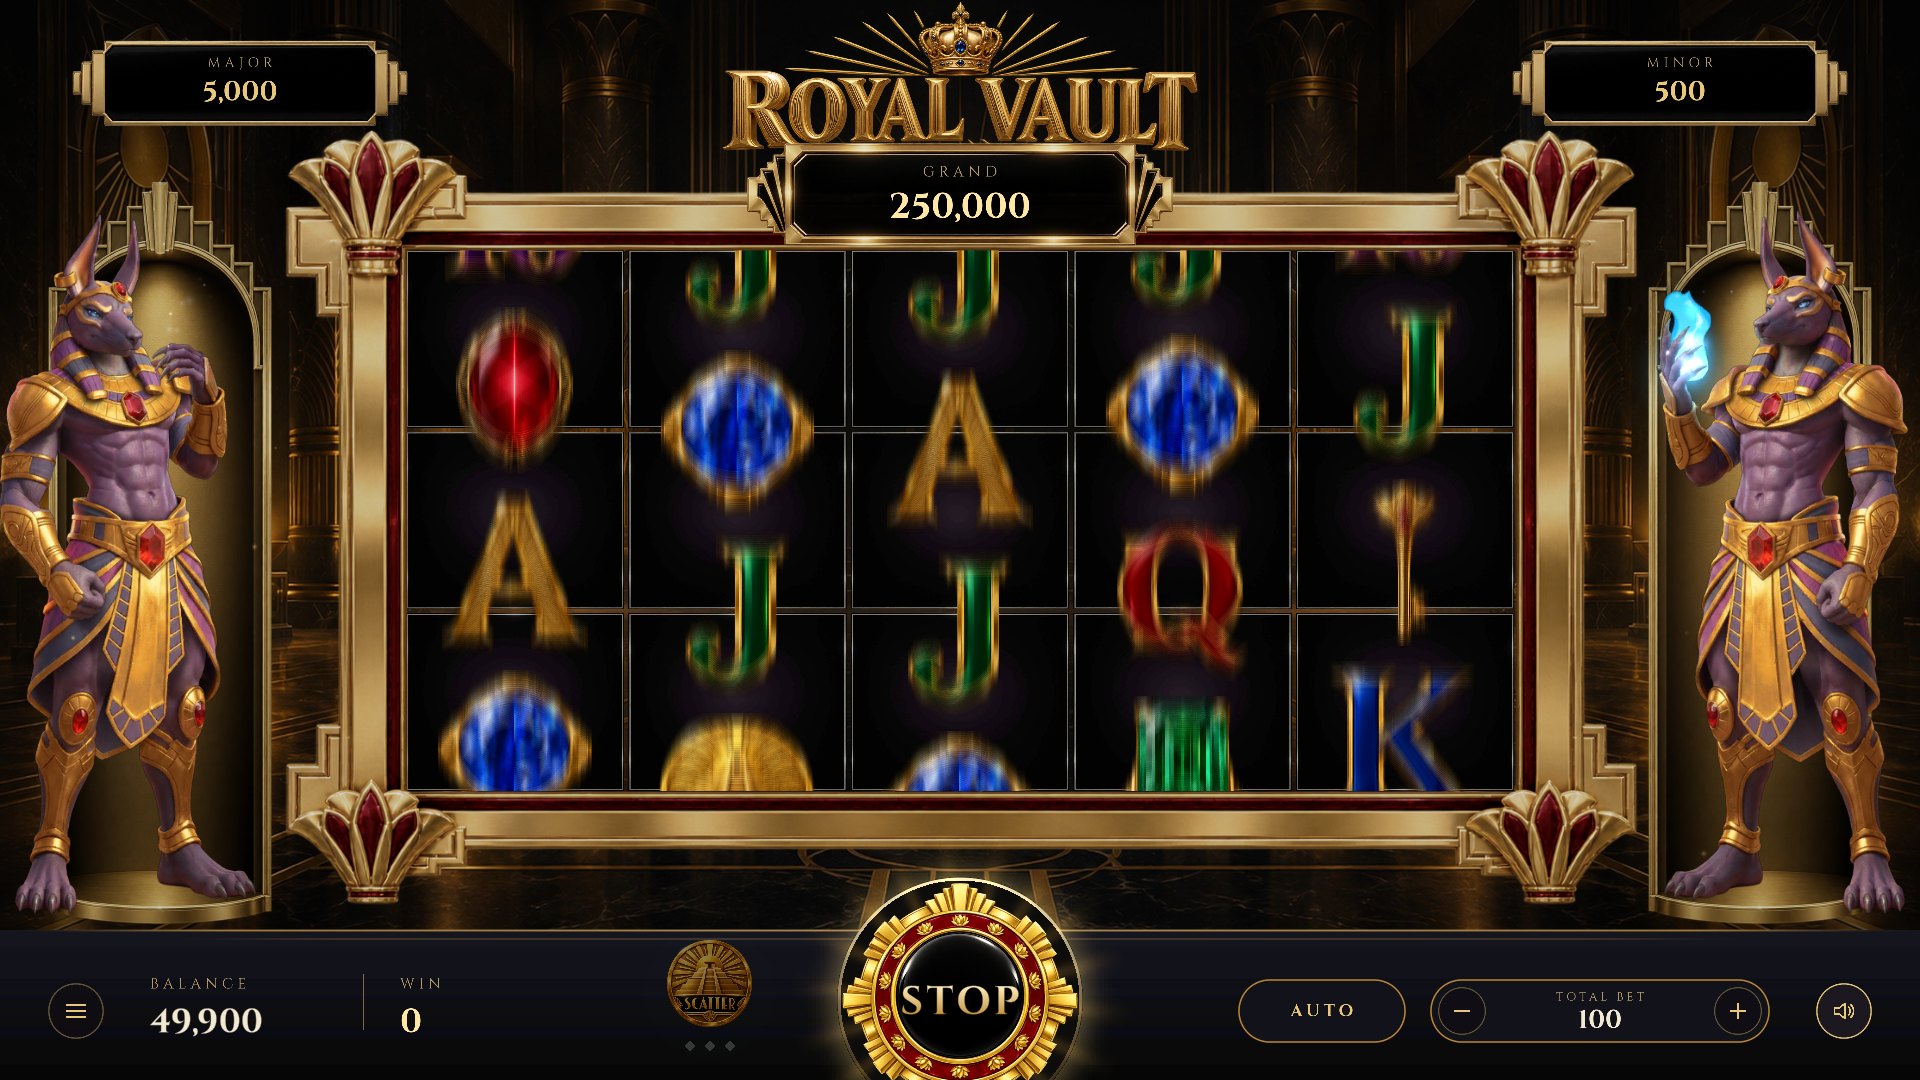 MAJOR
5,000
ROYAL VAULT
MINOR
500
GRAND
250,000
J
J
J
J
A
A
J
J
Q
K
BALANCE
49,900
WIN
0
SCATTER
STOP
AUTO
TOTAL BET
100